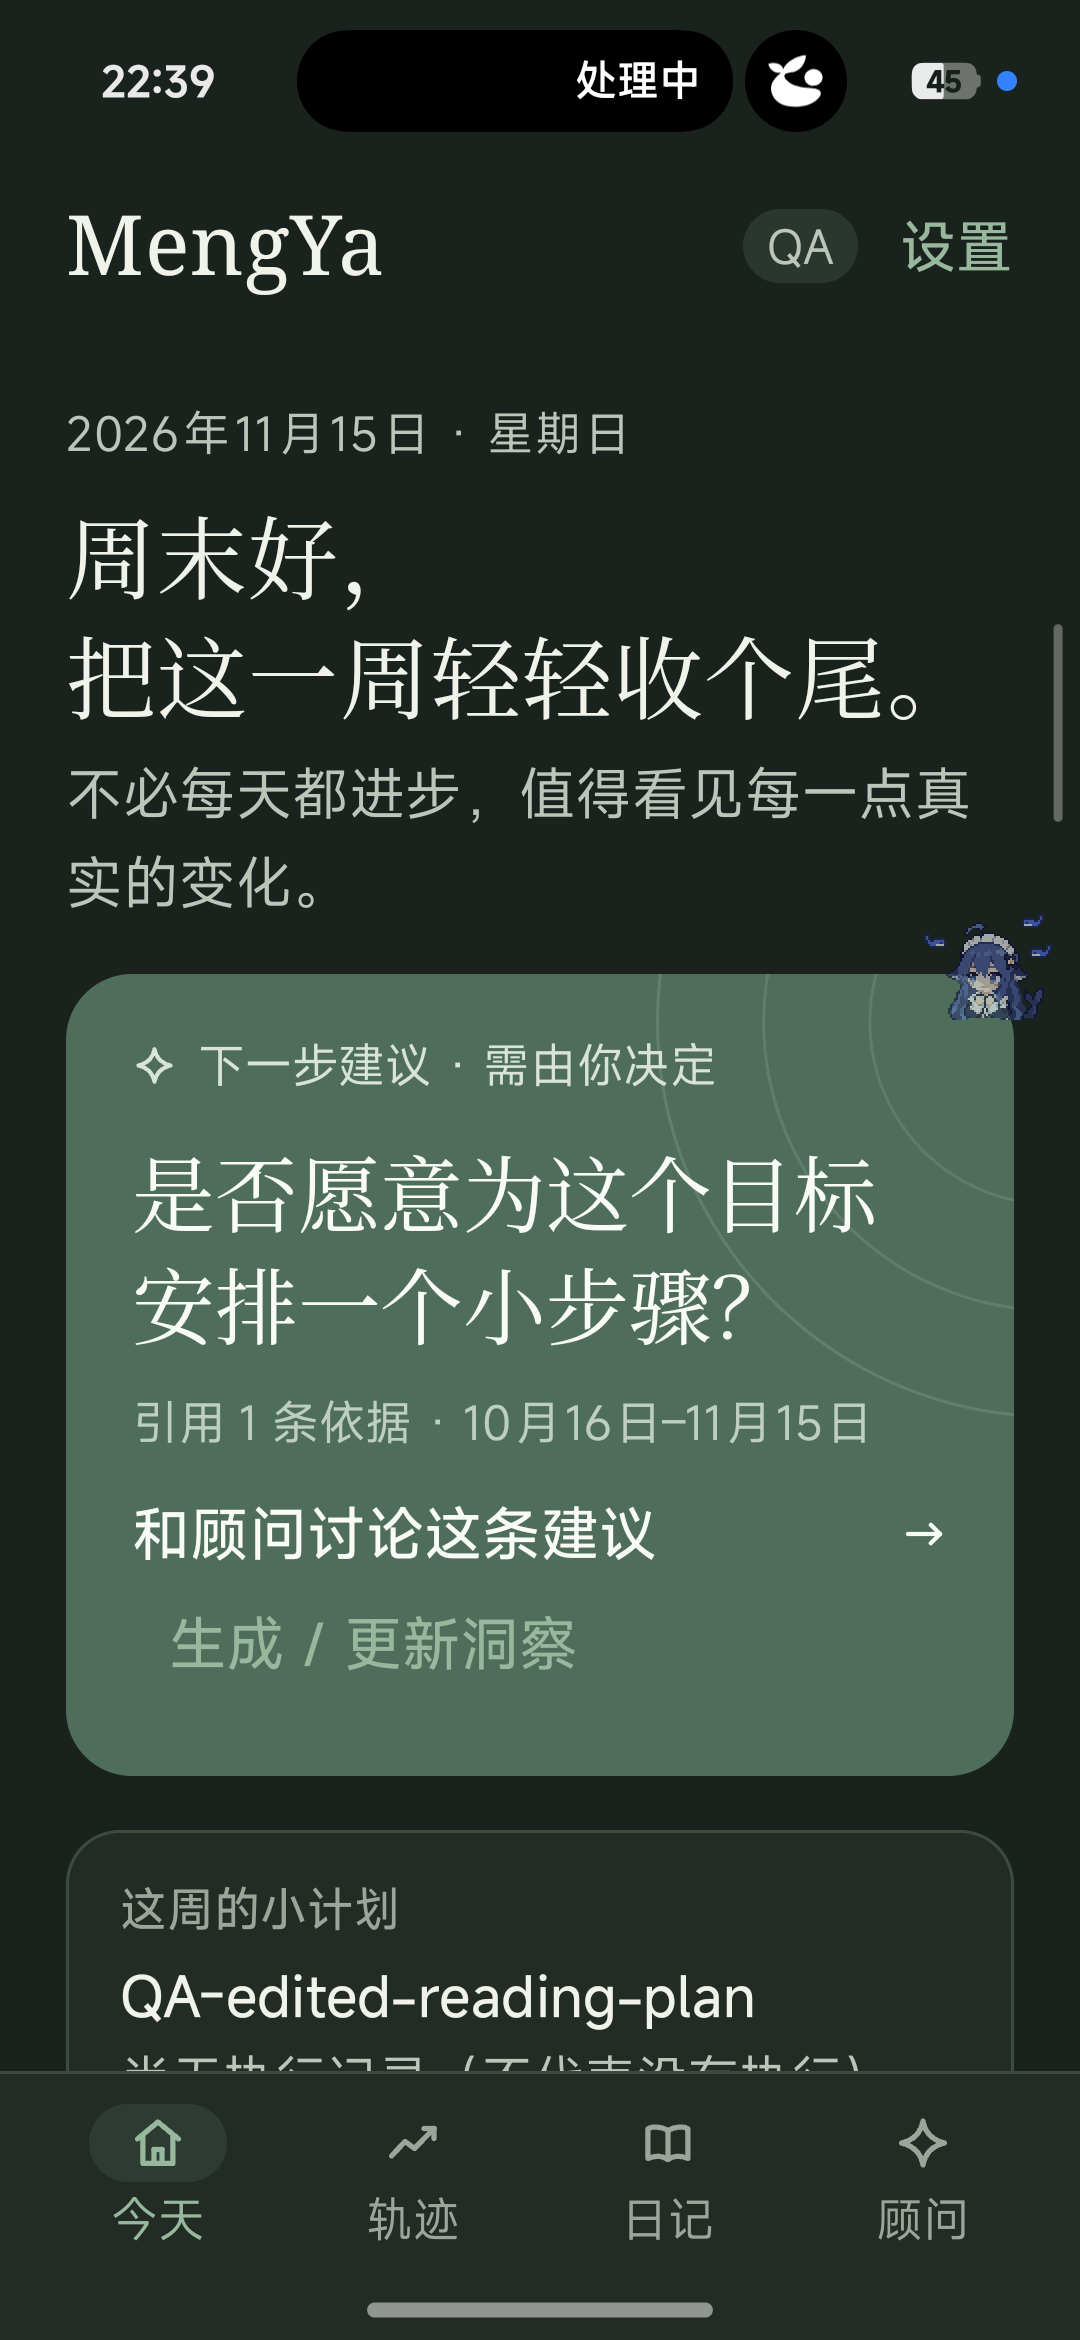 22:39
处理中
45
MengYa
QA
设置
2026年11月15日 · 星期日
周末好，
把这一周轻轻收个尾。
不必每天都进步，值得看见每一点真
实的变化。
下一步建议 · 需由你决定
是否愿意为这个目标
安排一个小步骤？
引用 1 条依据 · 10月16日–11月15日
和顾问讨论这条建议 →
生成 / 更新洞察
这周的小计划
QA-edited-reading-plan
今天
轨迹
日记
顾问